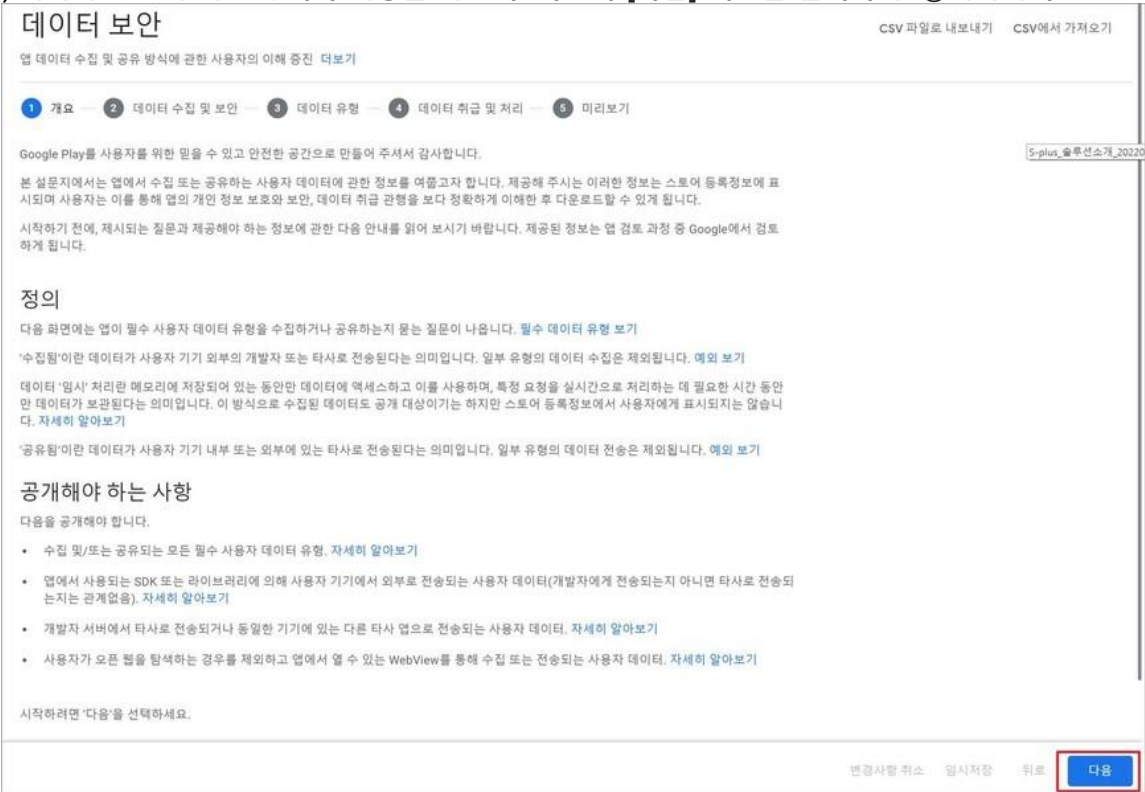 데이터 보안
CSV 파일로 내보내기 CSV에서 가져오기
앱 데이터 수집 및 공유 방식에 관한 사용자의 이해 증진 더보기
1 개요 2 데이터 수집 및 보안 3 데이터 유형 4 데이터 취급 및 처리 5 미리보기
Google Play를 사용자를 위한 믿을 수 있고 안전한 공간으로 만들어 주셔서 감사합니다.
S-plus_솔루션소개_20220
본 설문지에서는 앱에서 수집 또는 공유하는 사용자 데이터에 관한 정보를 여쭙고자 합니다. 제공해 주시는 이러한 정보는 스토어 등록정보에 표
시되며 사용자는 이를 통해 앱의 개인 정보 보호와 보안, 데이터 취급 관행을 보다 정확하게 이해한 후 다운로드할 수 있게 됩니다.
시작하기 전에, 제시되는 질문과 제공해야 하는 정보에 관한 다음 안내를 읽어 보시기 바랍니다. 제공된 정보는 앱 검토 과정 중 Google에서 검토
하게 됩니다.
정의
다음 화면에는 앱이 필수 사용자 데이터 유형을 수집하거나 공유하는지 묻는 질문이 나옵니다. 필수 데이터 유형 보기
'수집됨'이란 데이터가 사용자 기기 외부의 개발자 또는 타사로 전송된다는 의미입니다. 일부 유형의 데이터 수집은 제외됩니다. 예외 보기
데이터 '임시' 처리란 메모리에 저장되어 있는 동안만 데이터에 액세스하고 이를 사용하며, 특정 요청을 실시간으로 처리하는 데 필요한 시간 동안
만 데이터가 보관된다는 의미입니다. 이 방식으로 수집된 데이터도 공개 대상이기는 하지만 스토어 등록정보에서 사용자에게 표시되지는 않습니
다. 자세히 알아보기
'공유됨'이란 데이터가 사용자 기기 내부 또는 외부에 있는 타사로 전송된다는 의미입니다. 일부 유형의 데이터 전송은 제외됩니다. 예외 보기
공개해야 하는 사항
다음을 공개해야 합니다.
• 수집 및/또는 공유되는 모든 필수 사용자 데이터 유형. 자세히 알아보기
• 앱에서 사용되는 SDK 또는 라이브러리에 의해 사용자 기기에서 외부로 전송되는 사용자 데이터(개발자에게 전송되는지 아니면 타사로 전송되
는지는 관계없음). 자세히 알아보기
• 개발자 서버에서 타사로 전송되거나 동일한 기기에 있는 다른 타사 앱으로 전송되는 사용자 데이터. 자세히 알아보기
• 사용자가 오픈 웹을 탐색하는 경우를 제외하고 앱에서 열 수 있는 WebView를 통해 수집 또는 전송되는 사용자 데이터. 자세히 알아보기
시작하려면 '다음'을 선택하세요.
변경사항 취소 임시저장 뒤로 다음